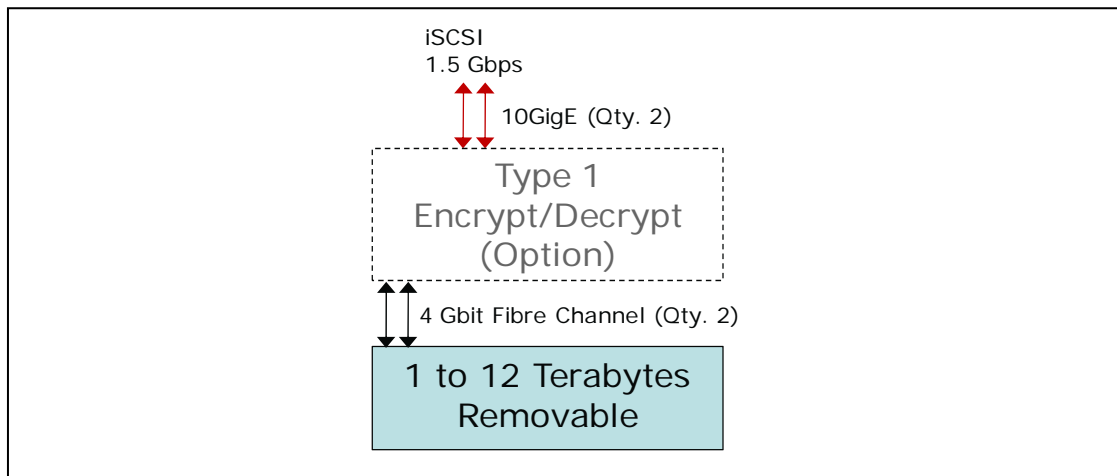 iSCSI
1.5 Gbps
10GigE (Qty. 2)
Type 1
Encrypt/Decrypt
(Option)
4 Gbit Fibre Channel (Qty. 2)
1 to 12 Terabytes
Removable